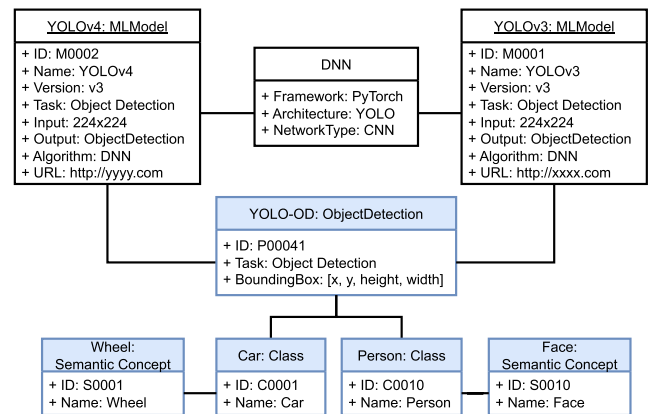 YOLOv4: MLModel
+ ID: M0002
+ Name: YOLOv4
+ Version: v3
+ Task: Object Detection
+ Input: 224x224
+ Output: ObjectDetection
+ Algorithm: DNN
+ URL: http://yyyy.com
DNN
+ Framework: PyTorch
+ Architecture: YOLO
+ NetworkType: CNN
YOLOv3: MLModel
+ ID: M0001
+ Name: YOLOv3
+ Version: v3
+ Task: Object Detection
+ Input: 224x224
+ Output: ObjectDetection
+ Algorithm: DNN
+ URL: http://xxxx.com
YOLO-OD: ObjectDetection
+ ID: P00041
+ Task: Object Detection
+ BoundingBox: [x, y, height, width]
Wheel:
Semantic Concept
+ ID: S0001
+ Name: Wheel
Car: Class
+ ID: C0001
+ Name: Car
Person: Class
+ ID: C0010
+ Name: Person
Face:
Semantic Concept
+ ID: S0010
+ Name: Face